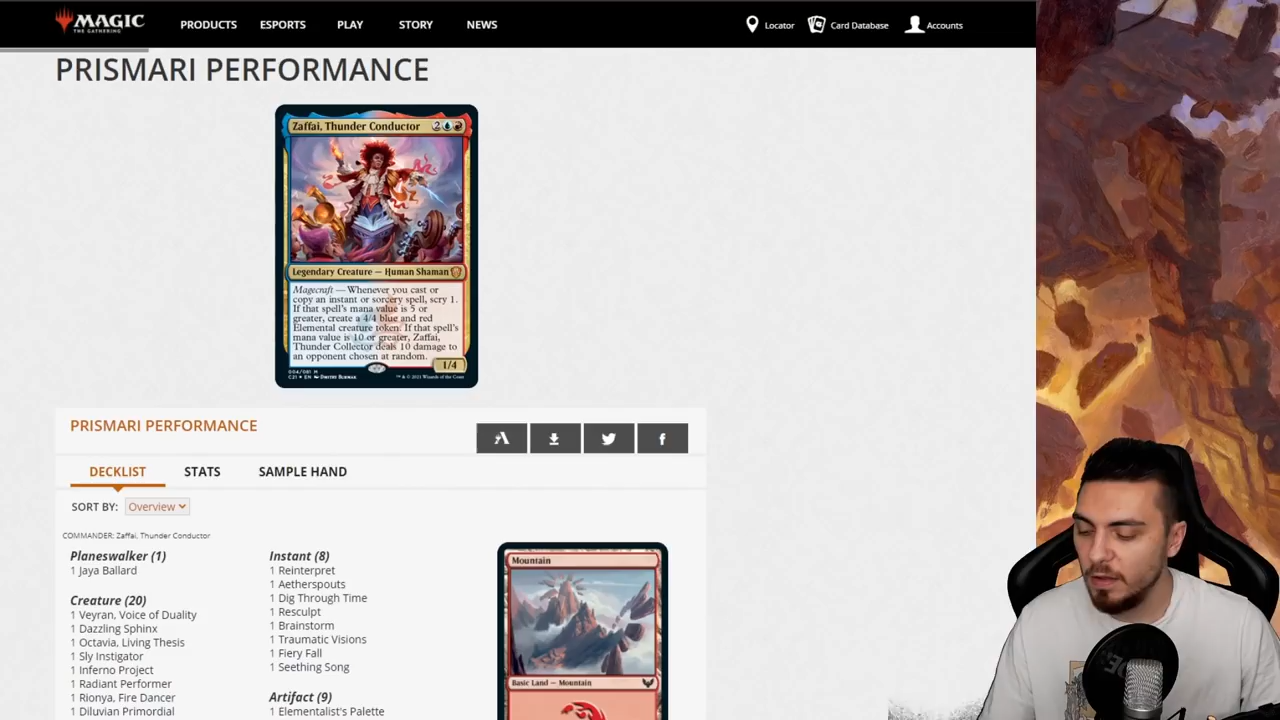 MAGIC
THE GATHERING
PRODUCTS
ESPORTS
PLAY
STORY
NEWS
Locator
Card Database
Accounts
PRISMARI PERFORMANCE
Zaffai, Thunder Conductor 2
Legendary Creature — Human Shaman
Magecraft — Whenever you cast or
copy an instant or sorcery spell, scry 1.
If that spell's mana value is 5 or
greater, create a 4/4 blue and red
Elemental creature token. If that spell's
mana value is 10 or greater, Zaffai,
Thunder Collector deals 10 damage to
an opponent chosen at random.
1/4
PRISMARI PERFORMANCE
DECKLIST
STATS
SAMPLE HAND
SORT BY: Overview
COMMANDER: Zaffai, Thunder Conductor
Planeswalker (1)
1 Jaya Ballard
Creature (20)
1 Veyran, Voice of Duality
1 Dazzling Sphinx
1 Octavia, Living Thesis
1 Sly Instigator
1 Inferno Project
1 Radiant Performer
1 Rionya, Fire Dancer
1 Diluvian Primordial
Instant (8)
1 Reinterpret
1 Aetherspouts
1 Dig Through Time
1 Resculpt
1 Brainstorm
1 Traumatic Visions
1 Fiery Fall
1 Seething Song
Artifact (9)
1 Elementalist's Palette
Mountain
Basic Land — Mountain